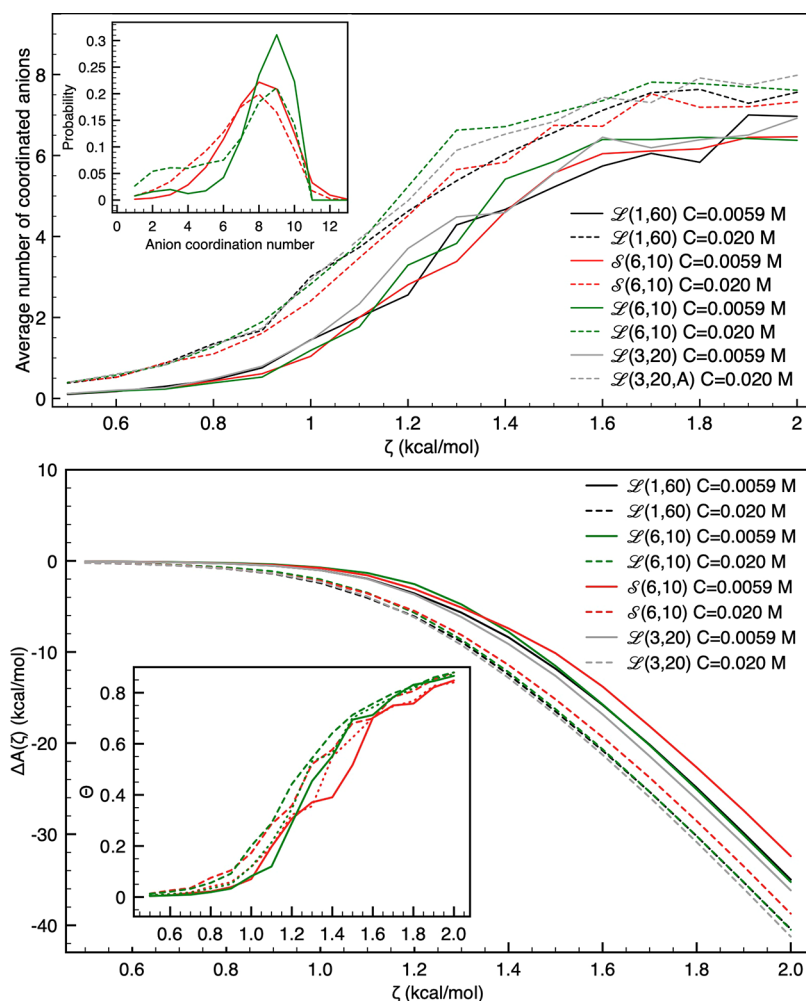 Average number of coordinated anions
8
6
4
2
0
0.6
0.8
1
1.2
1.4
1.6
1.8
2
ζ (kcal/mol)
Probability
0.3
0.25
0.2
0.15
0.1
0.05
0
0
2
4
6
8
10
12
Anion coordination number
ℒ(1,60) C=0.0059 M
ℒ(1,60) C=0.020 M
𝒮(6,10) C=0.0059 M
𝒮(6,10) C=0.020 M
ℒ(6,10) C=0.0059 M
ℒ(6,10) C=0.020 M
ℒ(3,20) C=0.0059 M
ℒ(3,20,A) C=0.020 M
ΔA(ζ) (kcal/mol)
10
0
-10
-20
-30
-40
ℒ(1,60) C=0.0059 M
ℒ(1,60) C=0.020 M
ℒ(6,10) C=0.0059 M
ℒ(6,10) C=0.020 M
𝒮(6,10) C=0.0059 M
𝒮(6,10) C=0.020 M
ℒ(3,20) C=0.0059 M
ℒ(3,20) C=0.020 M
Θ
0.8
0.6
0.4
0.2
0
0.6
0.8
1.0
1.2
1.4
1.6
1.8
2.0
0.6
0.8
1.0
1.2
1.4
1.6
1.8
2.0
ζ (kcal/mol)